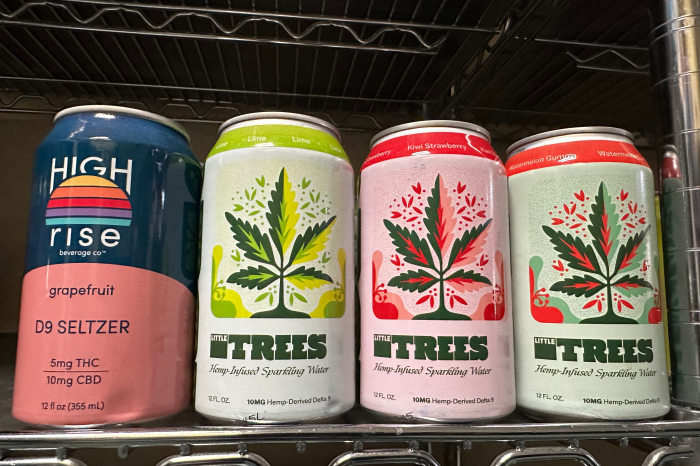 HIGH
rise
beverage co™
grapefruit
D9 SELTZER
5mg THC
10mg CBD
12 fl oz (355 mL)
Lime Lime
LITTLE TREES
Hemp-Infused Sparkling Water
12 FL OZ. 10MG Hemp-Derived Delta 9
Strawberry Kiwi Strawberry
LITTLE TREES
Hemp-Infused Sparkling Water
12 FL OZ. 10MG Hemp-Derived Delta 9
Watermelon Gummy
LITTLE TREES
Hemp-Infused Sparkling Water
12 FL OZ. 10MG Hemp-Derived Delta 9